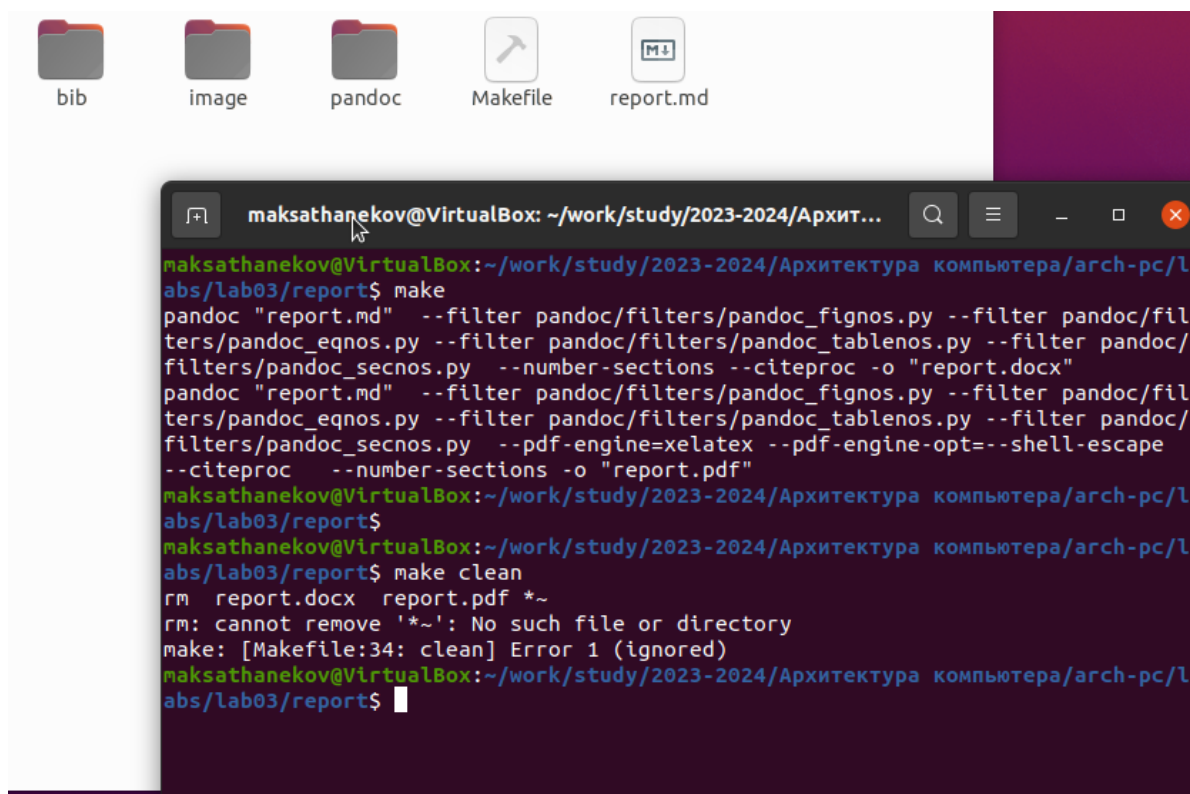 bib
image
pandoc
Makefile
report.md
maksathanekov@VirtualBox: ~/work/study/2023-2024/Архит...
maksathanekov@VirtualBox:~/work/study/2023-2024/Архитектура компьютера/arch-pc/l
abs/lab03/report$ make
pandoc "report.md"  --filter pandoc/filters/pandoc_fignos.py --filter pandoc/fil
ters/pandoc_eqnos.py --filter pandoc/filters/pandoc_tablenos.py --filter pandoc/
filters/pandoc_secnos.py  --number-sections --citeproc -o "report.docx"
pandoc "report.md"  --filter pandoc/filters/pandoc_fignos.py --filter pandoc/fil
ters/pandoc_eqnos.py --filter pandoc/filters/pandoc_tablenos.py --filter pandoc/
filters/pandoc_secnos.py  --pdf-engine=xelatex --pdf-engine-opt=--shell-escape
--citeproc   --number-sections -o "report.pdf"
maksathanekov@VirtualBox:~/work/study/2023-2024/Архитектура компьютера/arch-pc/l
abs/lab03/report$
maksathanekov@VirtualBox:~/work/study/2023-2024/Архитектура компьютера/arch-pc/l
abs/lab03/report$ make clean
rm  report.docx  report.pdf *~
rm: cannot remove '*~': No such file or directory
make: [Makefile:34: clean] Error 1 (ignored)
maksathanekov@VirtualBox:~/work/study/2023-2024/Архитектура компьютера/arch-pc/l
abs/lab03/report$